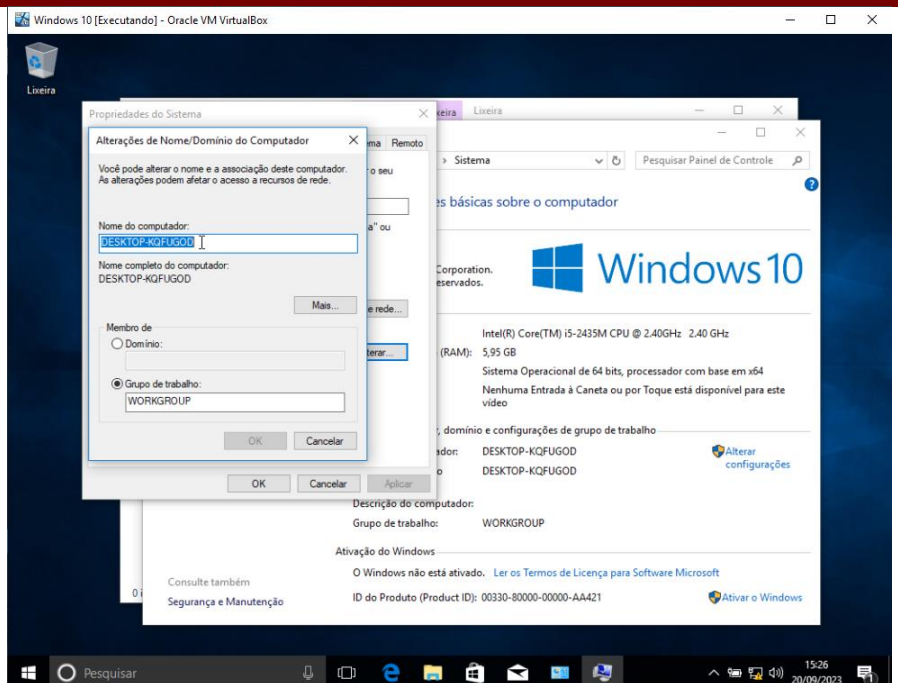 Windows 10 [Executando] - Oracle VM VirtualBox
Lixeira
Propriedades do Sistema
Lixeira
Alterações de Nome/Domínio do Computador
Remoto
Você pode alterar o nome e a associação deste computador.
As alterações podem afetar o acesso a recursos de rede.
o seu
Sistema
Pesquisar Painel de Controle
básicas sobre o computador
a" ou
Nome do computador:
DESKTOP-KQFUGOD
Nome completo do computador:
DESKTOP-KQFUGOD
Corporation.
Windows 10
Mais...
e rede...
Membro de
Domínio:
Intel(R) Core(TM) i5-2435M CPU @ 2.40GHz 2.40 GHz
(RAM): 5,95 GB
Sistema Operacional de 64 bits, processador com base em x64
Grupo de trabalho:
WORKGROUP
Nenhuma Entrada à Caneta ou por Toque está disponível para este
vídeo
OK Cancelar
, domínio e configurações de grupo de trabalho
DESKTOP-KQFUGOD
Alterar
configurações
DESKTOP-KQFUGOD
OK Cancelar Aplicar
Descrição do computador:
Grupo de trabalho: WORKGROUP
Ativação do Windows
O Windows não está ativado. Ler os Termos de Licença para Software Microsoft
Consulte também
Segurança e Manutenção
ID do Produto (Product ID): 00330-80000-00000-AA421
Ativar o Windows
Pesquisar
15:26
20/09/2023